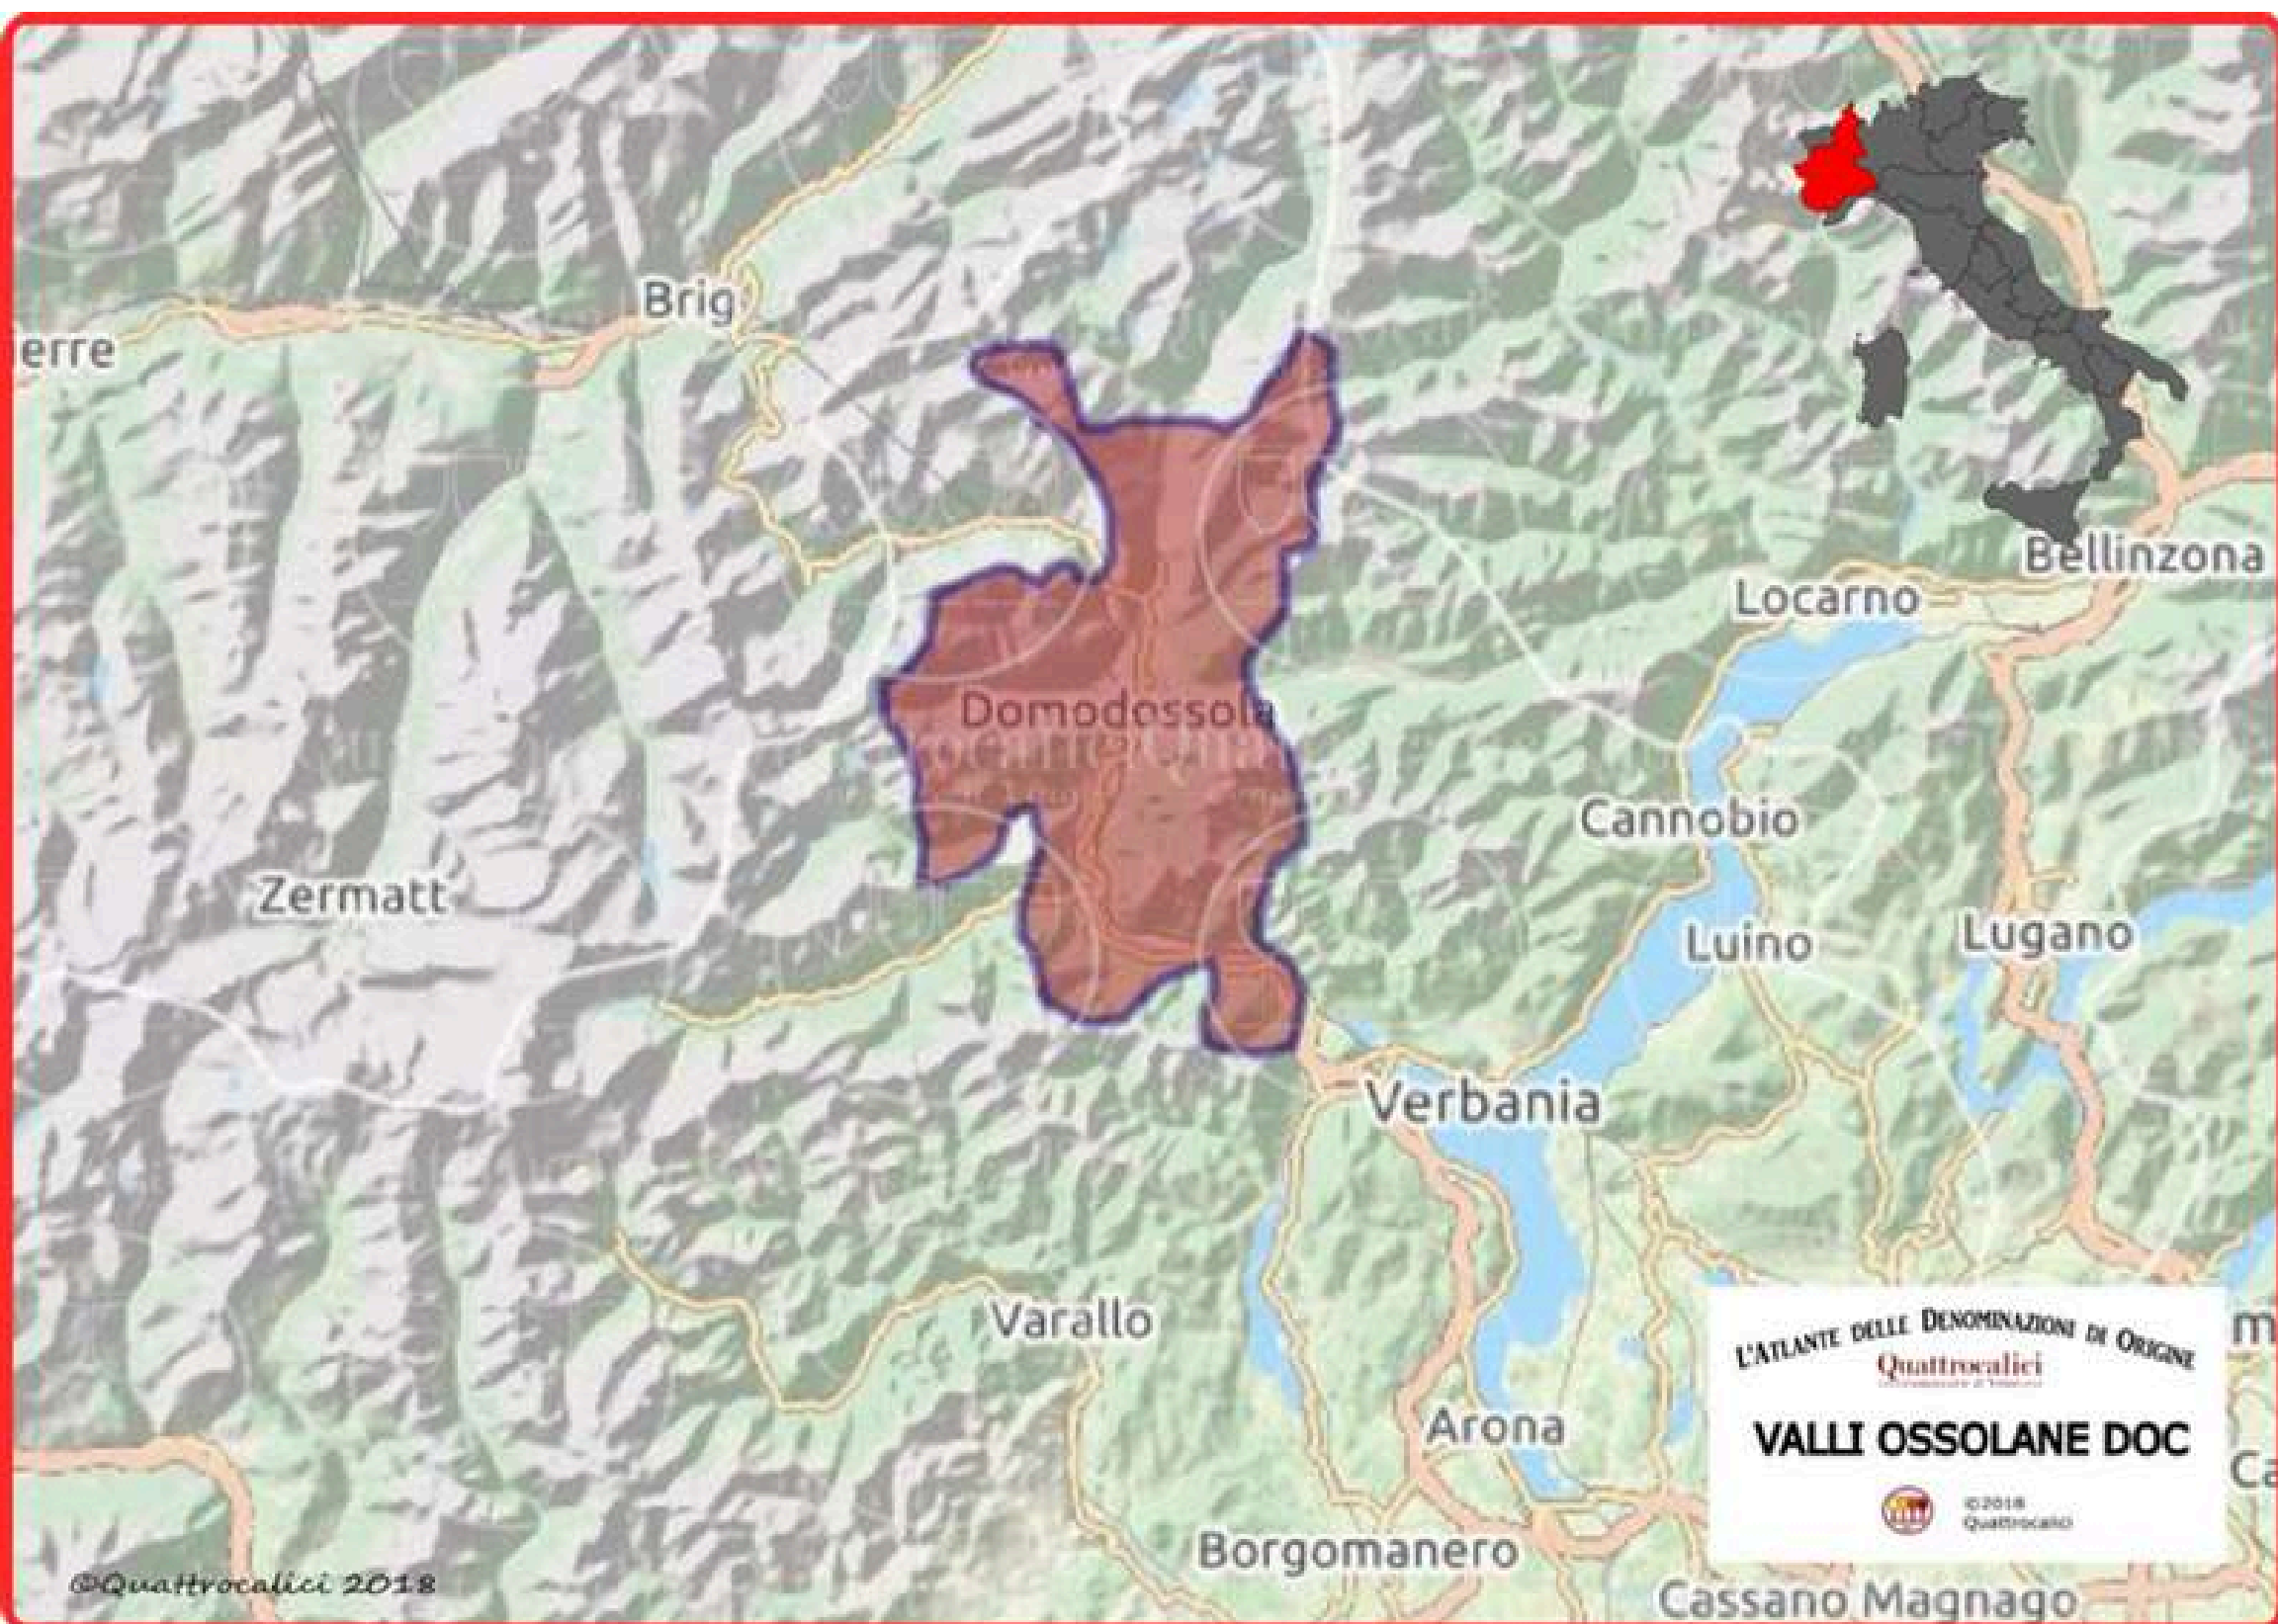 Brig
erre
Bellinzona
Locarno
Domodossola
Cannobio
Zermatt
Luino
Lugano
Verbania
Varallo
Arona
Borgomanero
Cassano Magnago
m
Ca
L'ATLANTE DELLE DENOMINAZIONI DI ORIGINE
Quattrocalici
VALLI OSSOLANE DOC
©2018
Quattrocalici
©Quattrocalici 2018